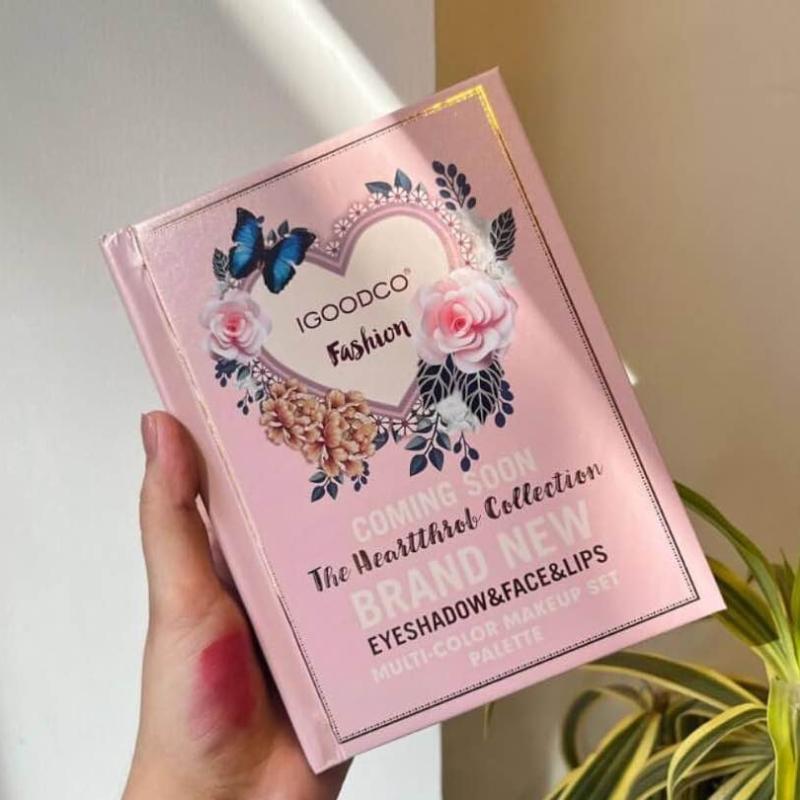 IGOODCO®
Fashion
COMING SOON
The Heartthrob Collection
BRAND NEW
EYESHADOW&FACE&LIPS
MULTI-COLOR MAKEUP SET
PALETTE